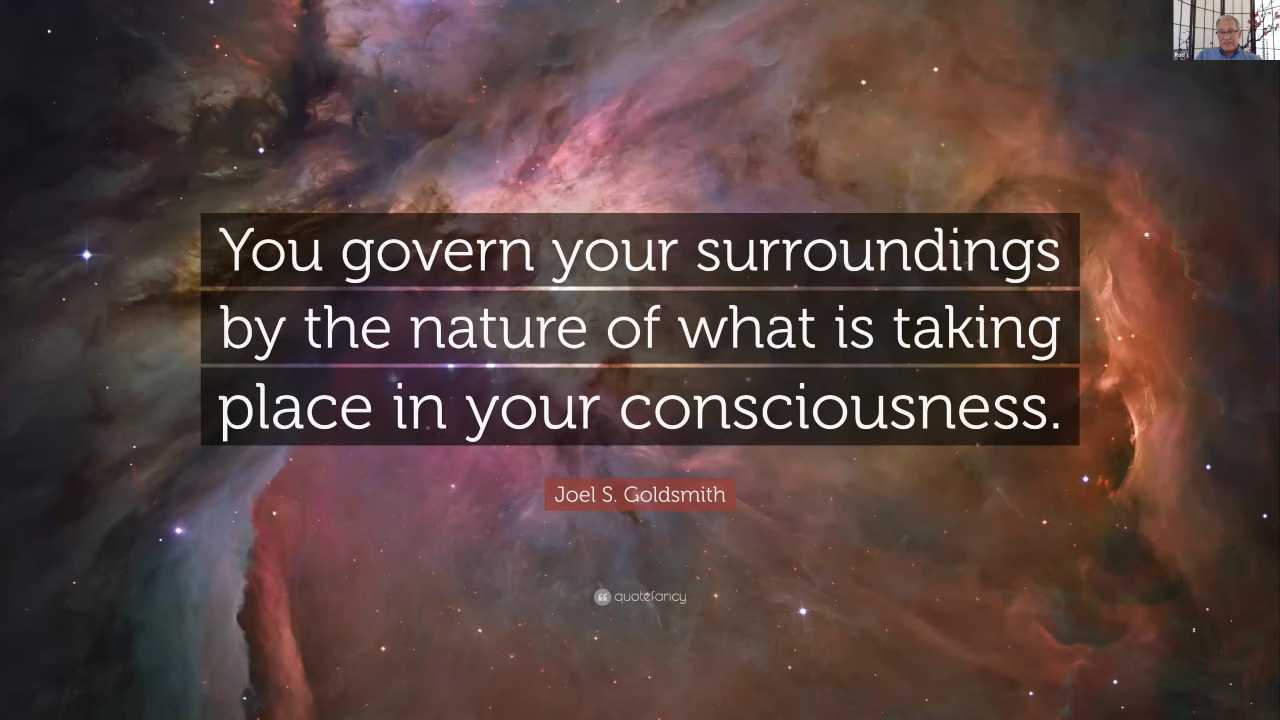 You govern your surroundings
by the nature of what is taking
place in your consciousness.
Joel S. Goldsmith
quotefancy